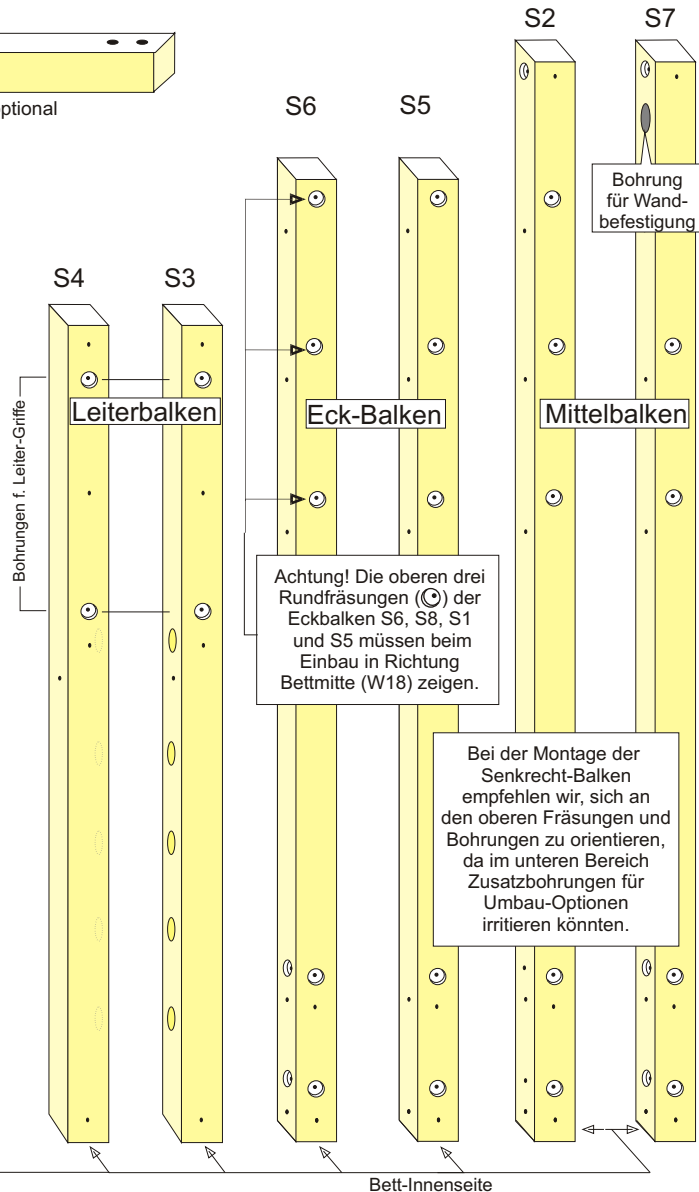 S2
S7
ptional
S6
S5
Bohrung
für Wand-
befestigung
S4
S3
Bohrungen f. Leiter-Griffe
Leiterbalken
Eck-Balken
Mittelbalken
Achtung! Die oberen drei
Rundfräsungen () der
Eckbalken S6, S8, S1
und S5 müssen beim
Einbau in Richtung
Bettmitte (W18) zeigen.
Bei der Montage der
Senkrecht-Balken
empfehlen wir, sich an
den oberen Fräsungen und
Bohrungen zu orientieren,
da im unteren Bereich
Zusatzbohrungen für
Umbau-Optionen
irritieren könnten.
Bett-Innenseite